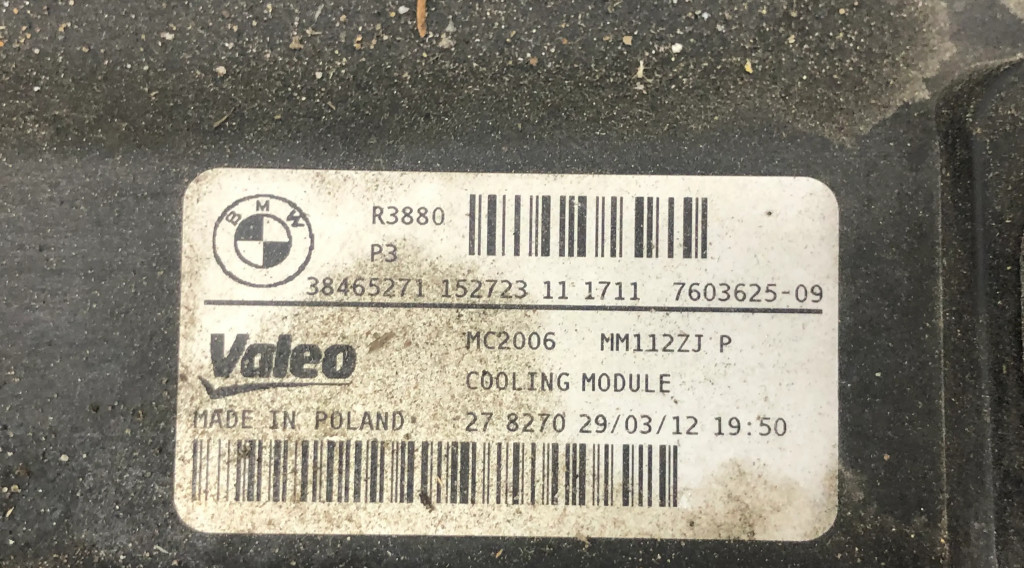 BMW
R3880
P3
38465271 152723 11 1711 7603625-09
Valeo
MC2006 MM112ZJ P
COOLING MODULE
MADE IN POLAND
27 8270 29/03/12 19:50